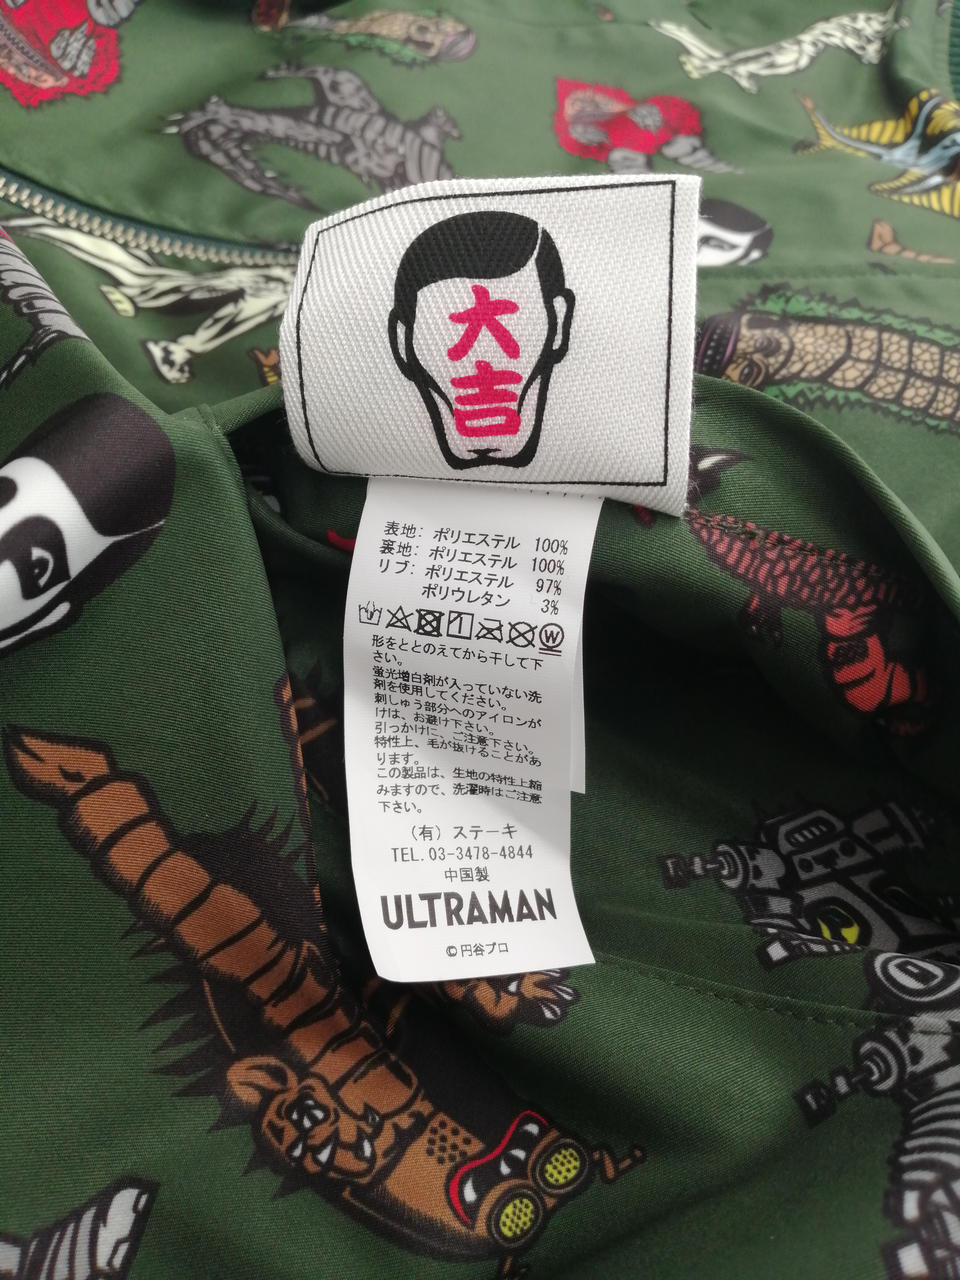 大
吉
表地: ポリエステル 100%
裏地: ポリエステル 100%
リブ: ポリエステル 97%
ポリウレタン 3%
1 W
形をととのえてから干して下
さい。
蛍光増白剤が入っていない洗
剤を使用してください。
刺しゅう部分へのアイロンが
けは、お避け下さい。
引っかけに、ご注意下さい。
特性上、毛が抜けることがあ
ります。
この製品は、生地の特性上縮
みますので、洗濯時はご注意
下さい。
(有) ステーキ
TEL.03-3478-4844
中国製
ULTRAMAN
©円谷プロ